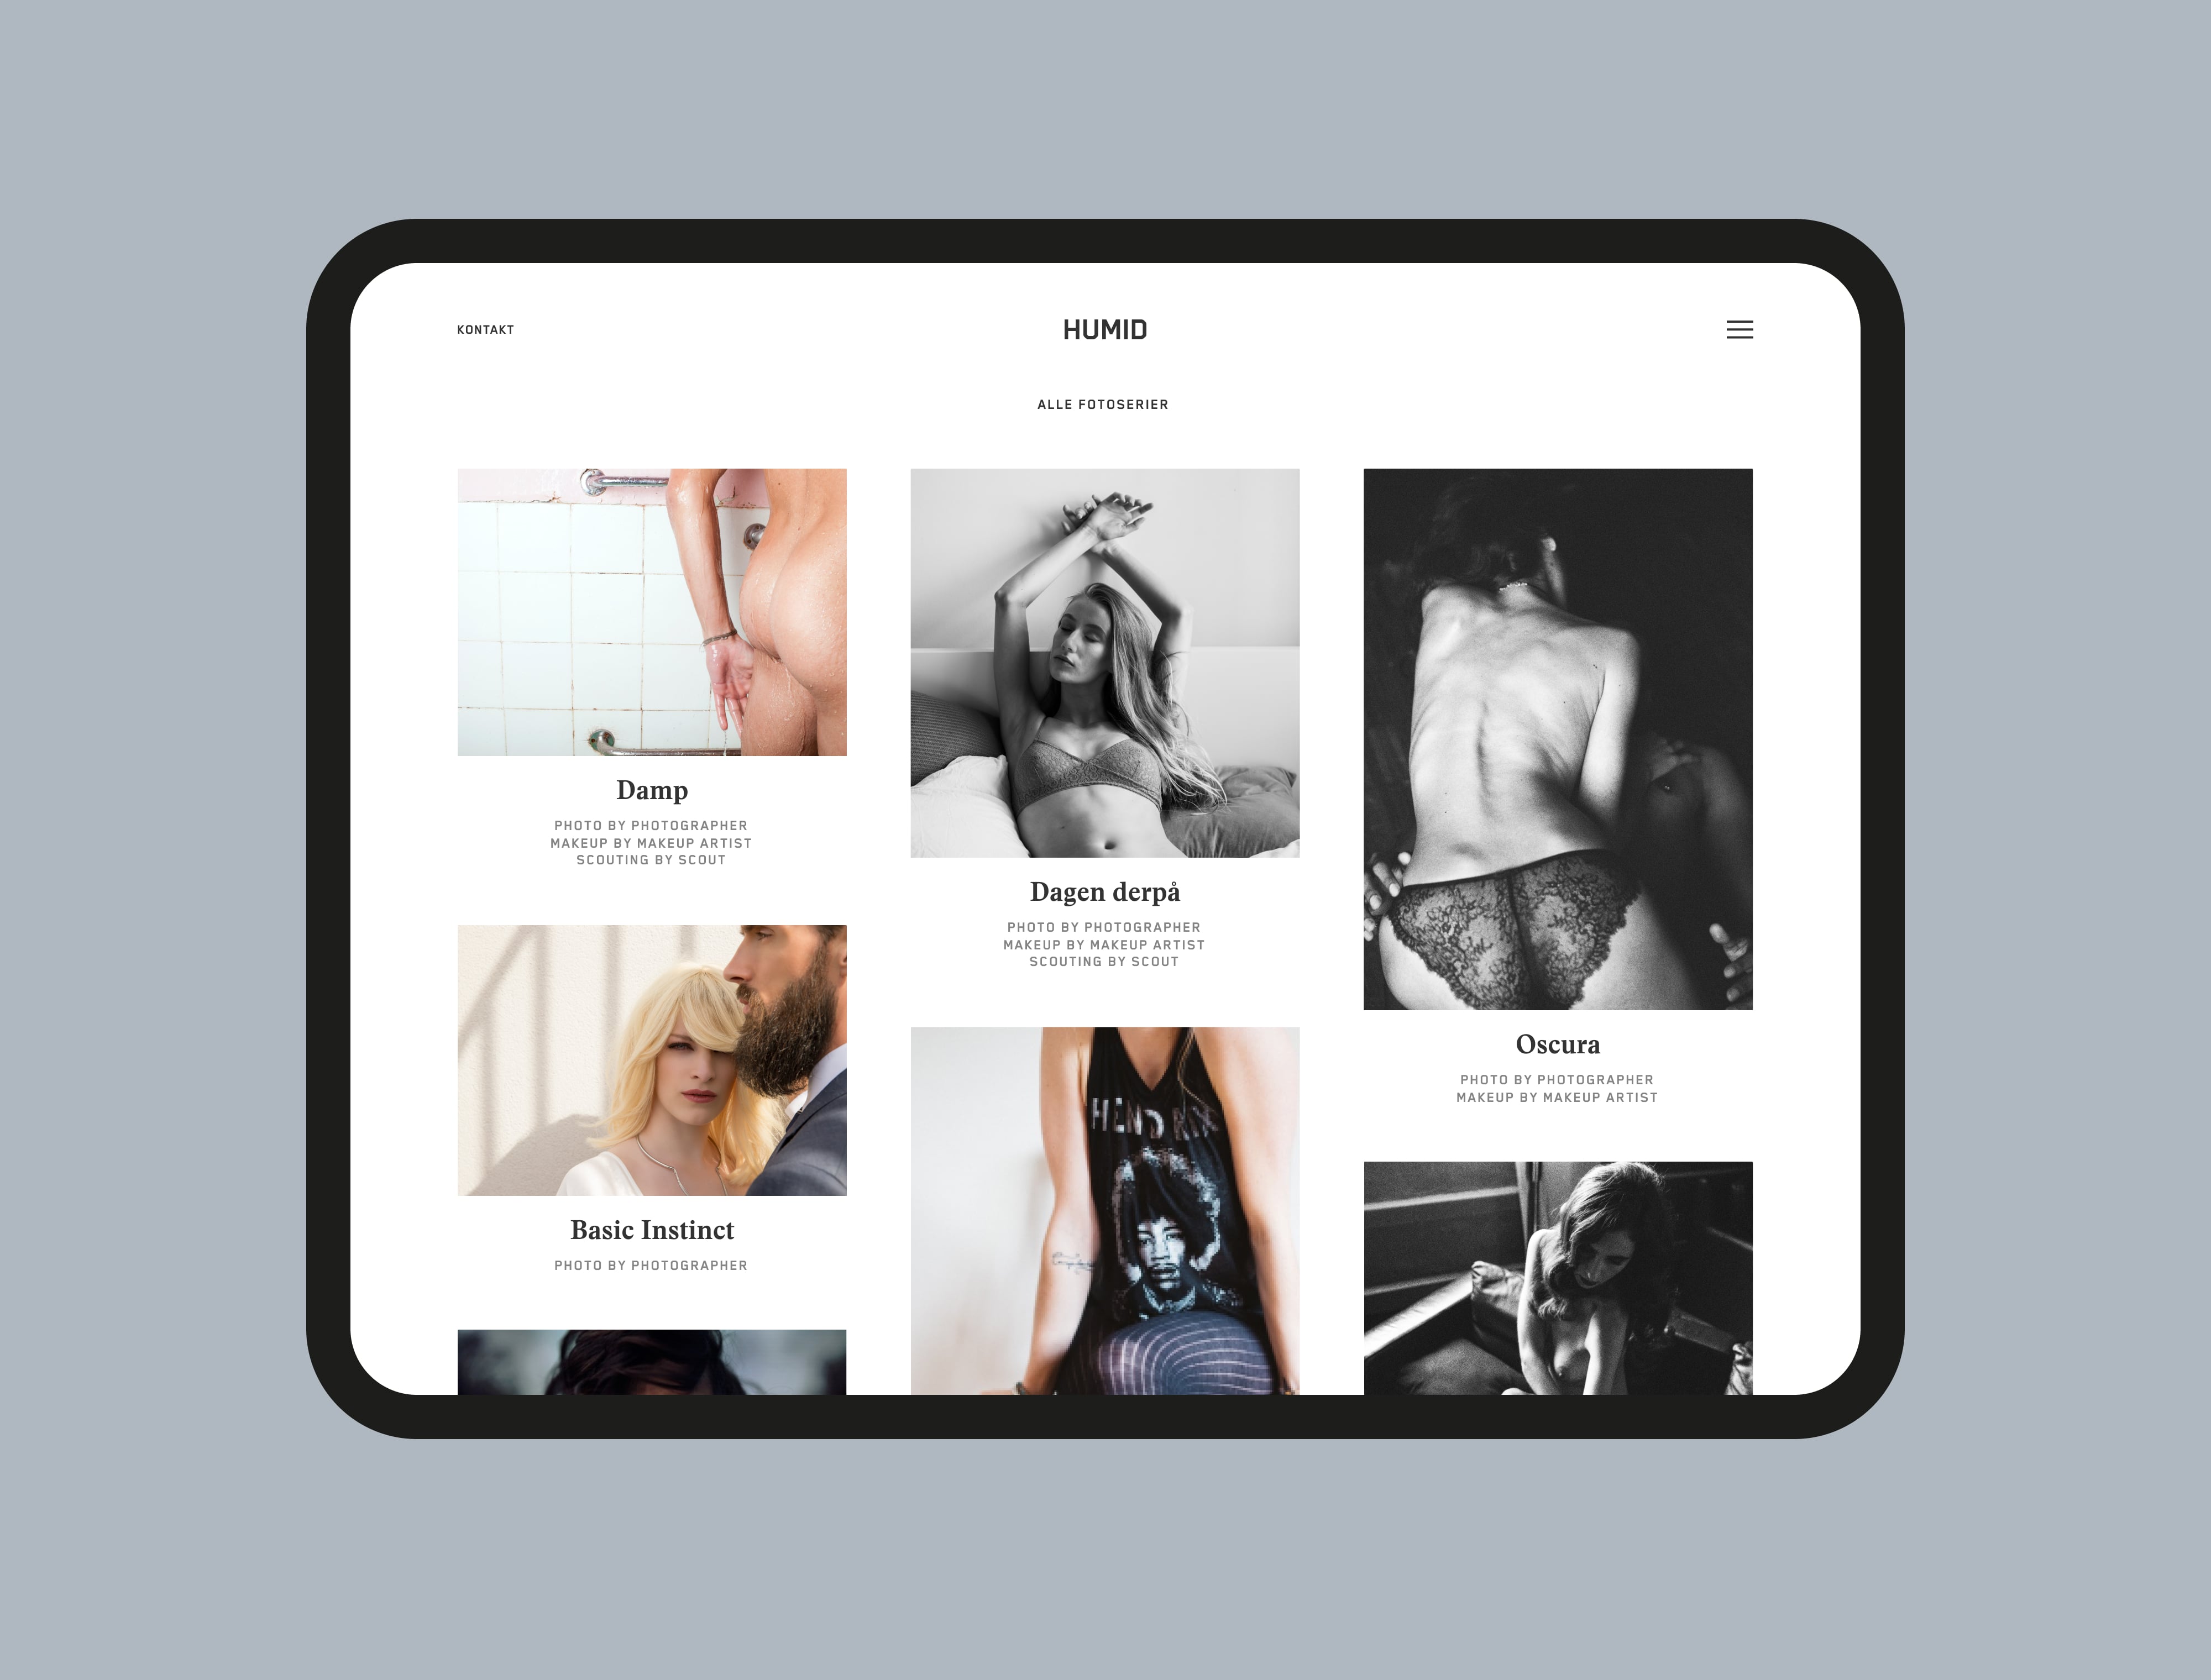 KONTAKT
HUMID
ALLE FOTOSERIER
Damp
PHOTO BY PHOTOGRAPHER
MAKEUP BY MAKEUP ARTIST
SCOUTING BY SCOUT
Dagen derpå
PHOTO BY PHOTOGRAPHER
MAKEUP BY MAKEUP ARTIST
SCOUTING BY SCOUT
Oscura
PHOTO BY PHOTOGRAPHER
MAKEUP BY MAKEUP ARTIST
Basic Instinct
PHOTO BY PHOTOGRAPHER
HENDRIX